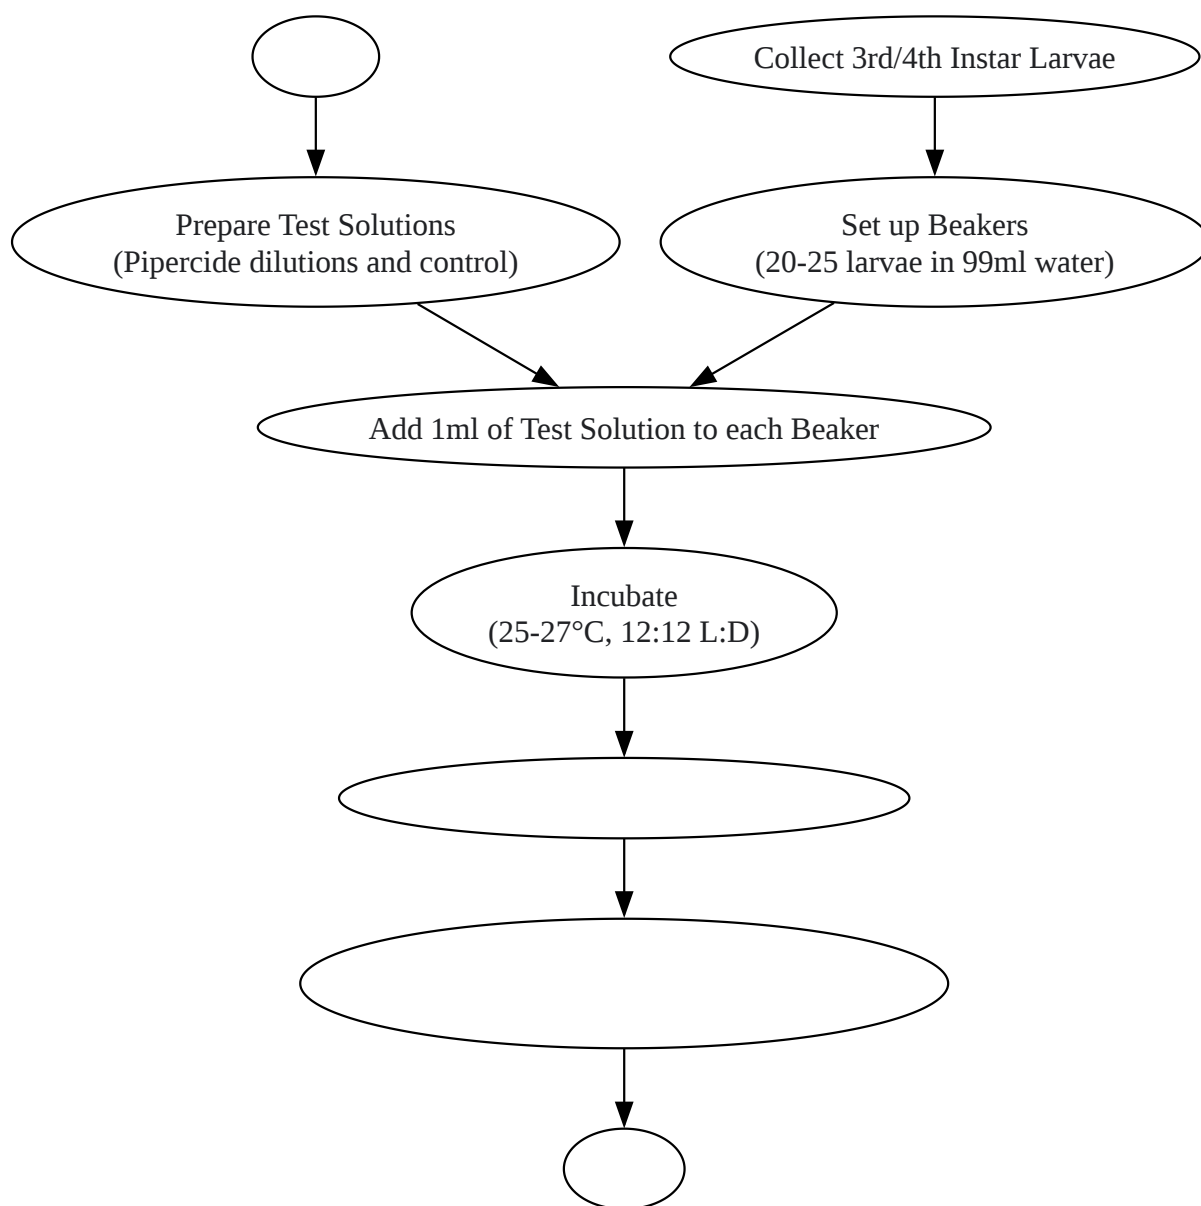 Collect 3rd/4th Instar Larvae
Prepare Test Solutions
(Pipercide dilutions and control)
Set up Beakers
(20-25 larvae in 99ml water)
Add 1ml of Test Solution to each Beaker
Incubate
(25-27°C, 12:12 L:D)